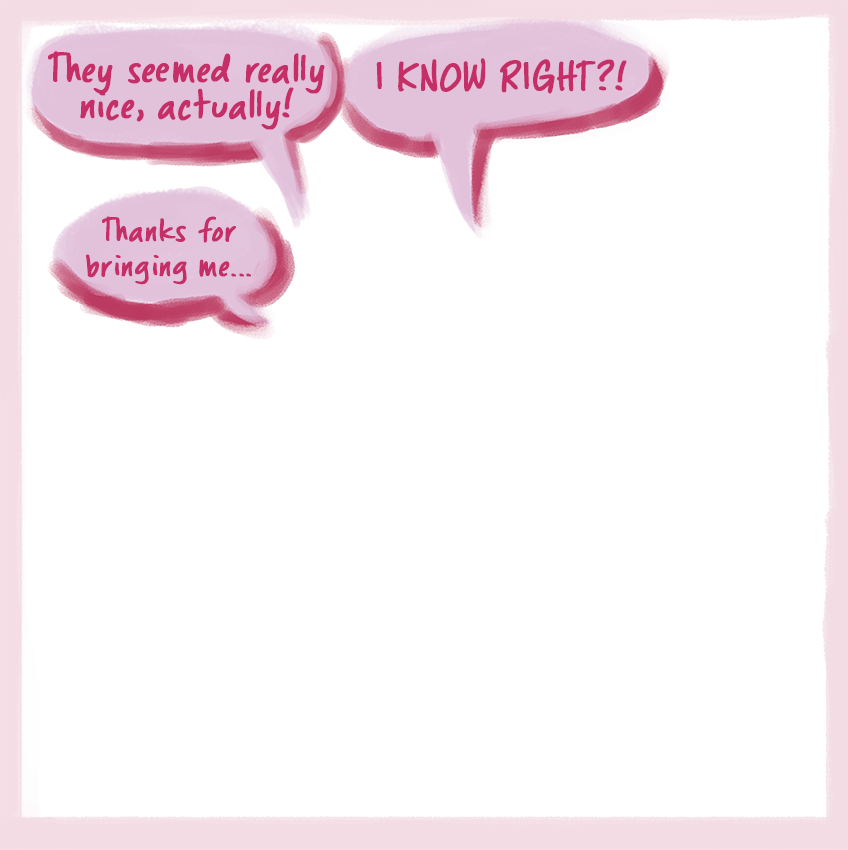 They seemed really
nice, actually!
I KNOW RIGHT?!
Thanks for
bringing me...